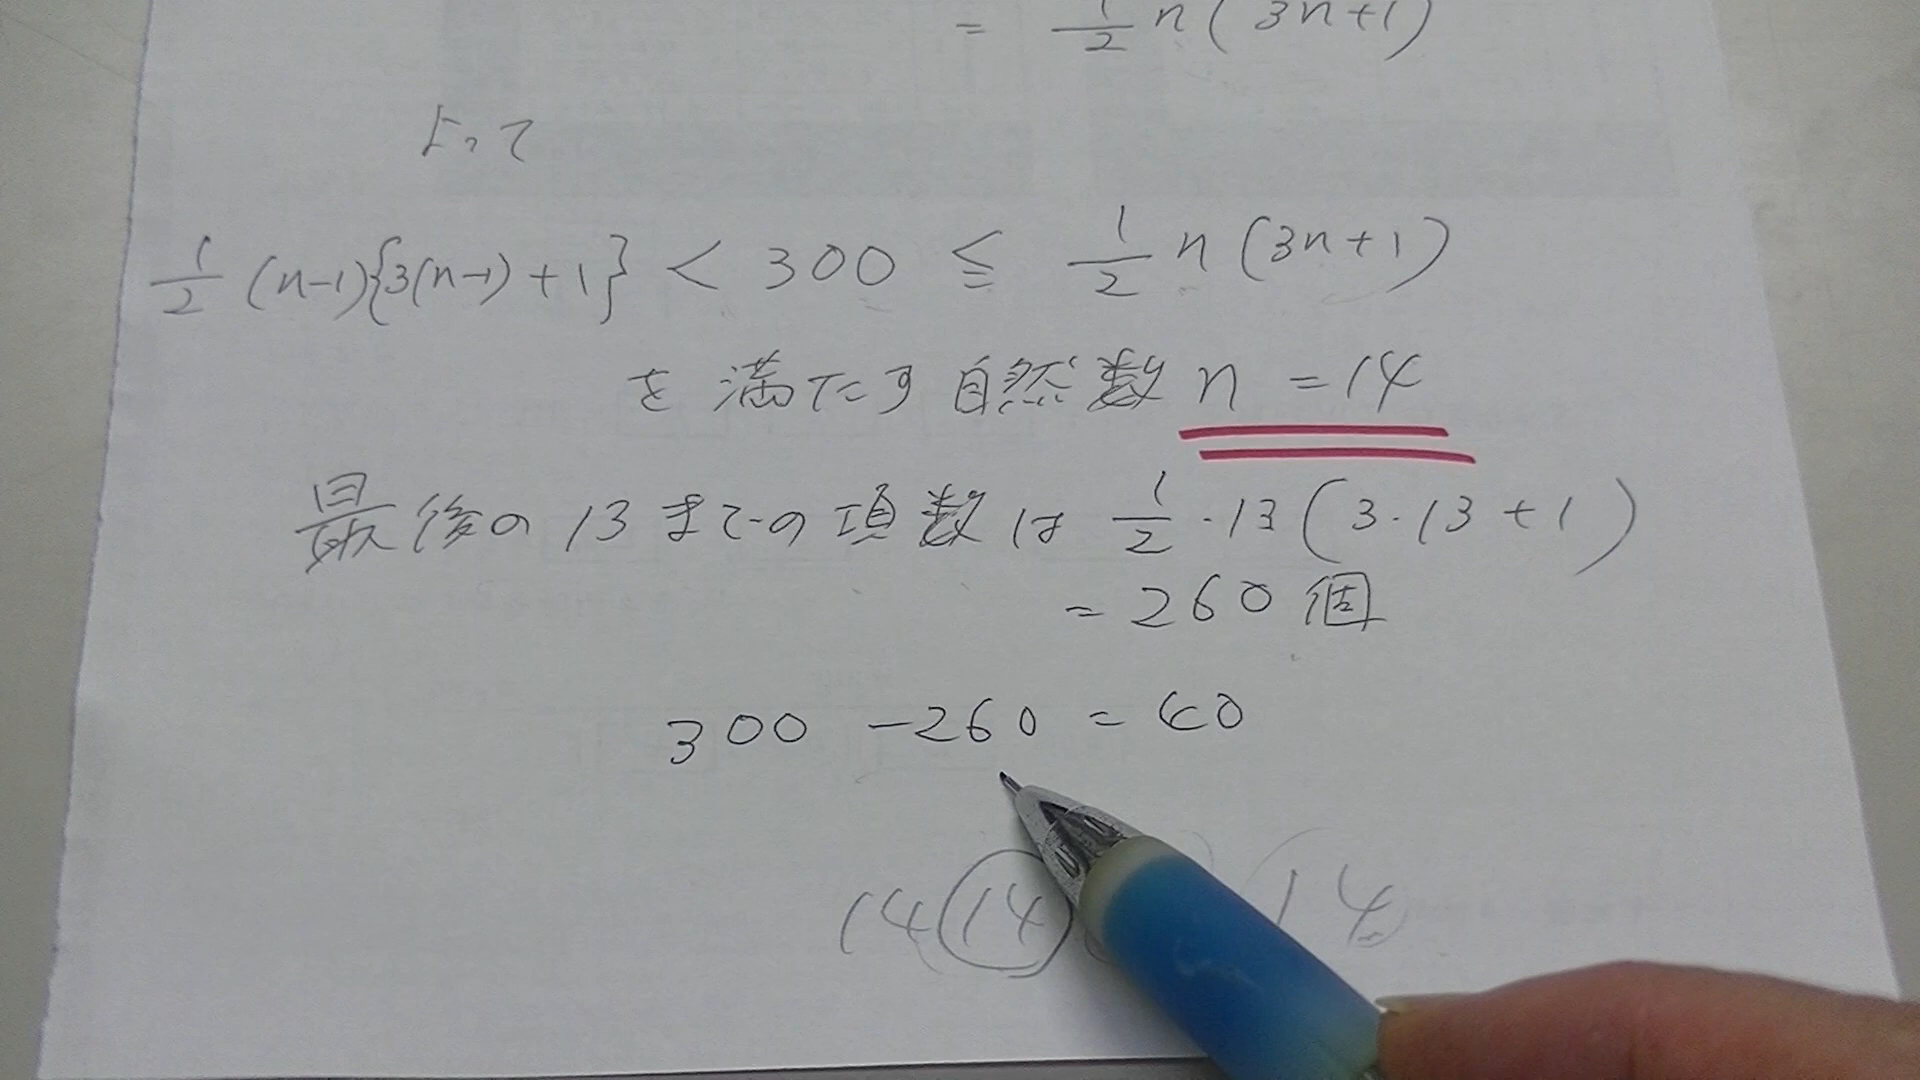 = 1/2 n(3n+1)
よって
1/2 (n-1){3(n-1)+1} < 300 ≦ 1/2 n(3n+1)
を満たす自然数 n = 14
最後の13までの項数は 1/2・13(3・13+1)
= 260個
300 - 260 = 40
14 14 14